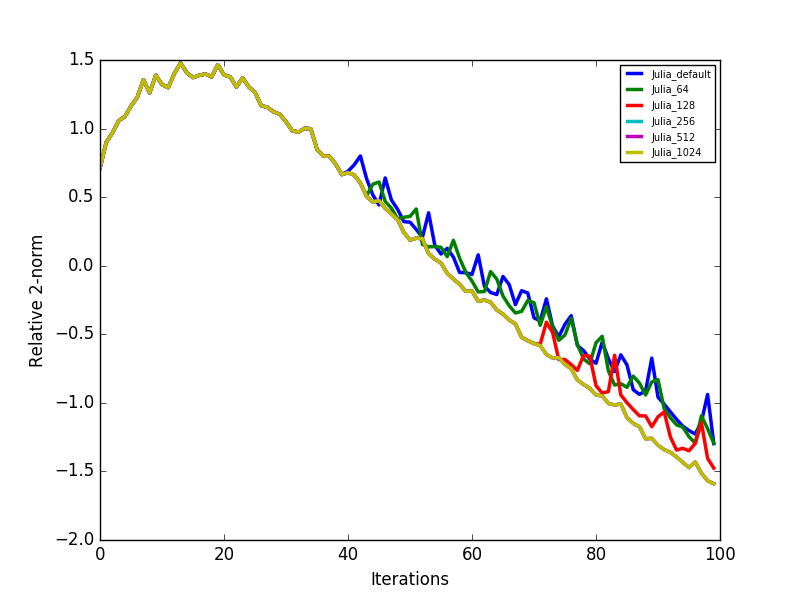 1.5
1.0
0.5
0.0
−0.5
−1.0
−1.5
−2.0
0 20 40 60 80 100
Relative 2-norm
Iterations
Julia_default
Julia_64
Julia_128
Julia_256
Julia_512
Julia_1024